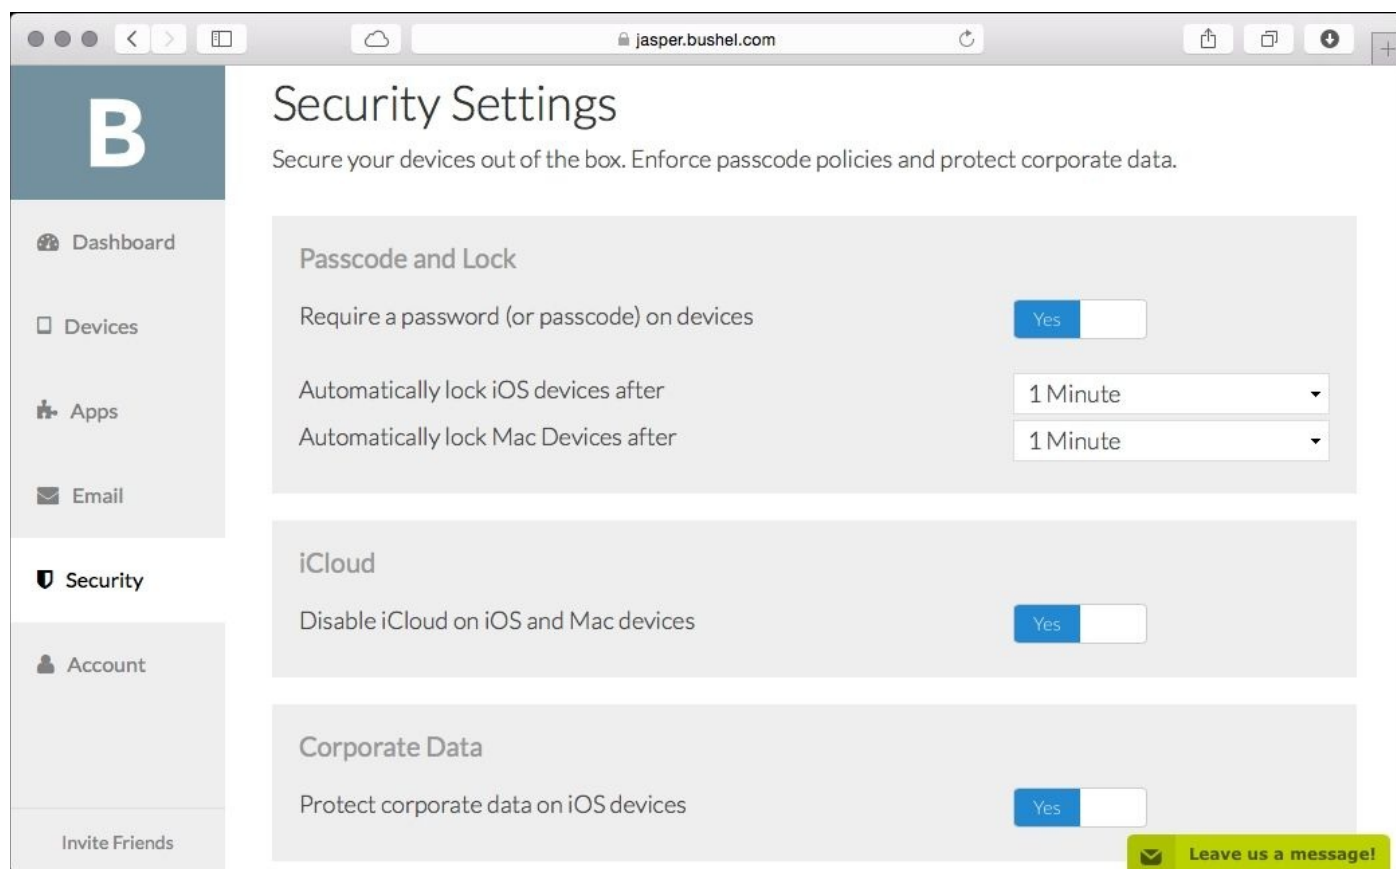 jasper.bushel.com
B
Security Settings
Secure your devices out of the box. Enforce passcode policies and protect corporate data.
Dashboard
Devices
Apps
Email
Security
Account
Invite Friends
Passcode and Lock
Require a password (or passcode) on devices Yes
Automatically lock iOS devices after 1 Minute
Automatically lock Mac Devices after 1 Minute
iCloud
Disable iCloud on iOS and Mac devices Yes
Corporate Data
Protect corporate data on iOS devices Yes
Leave us a message!